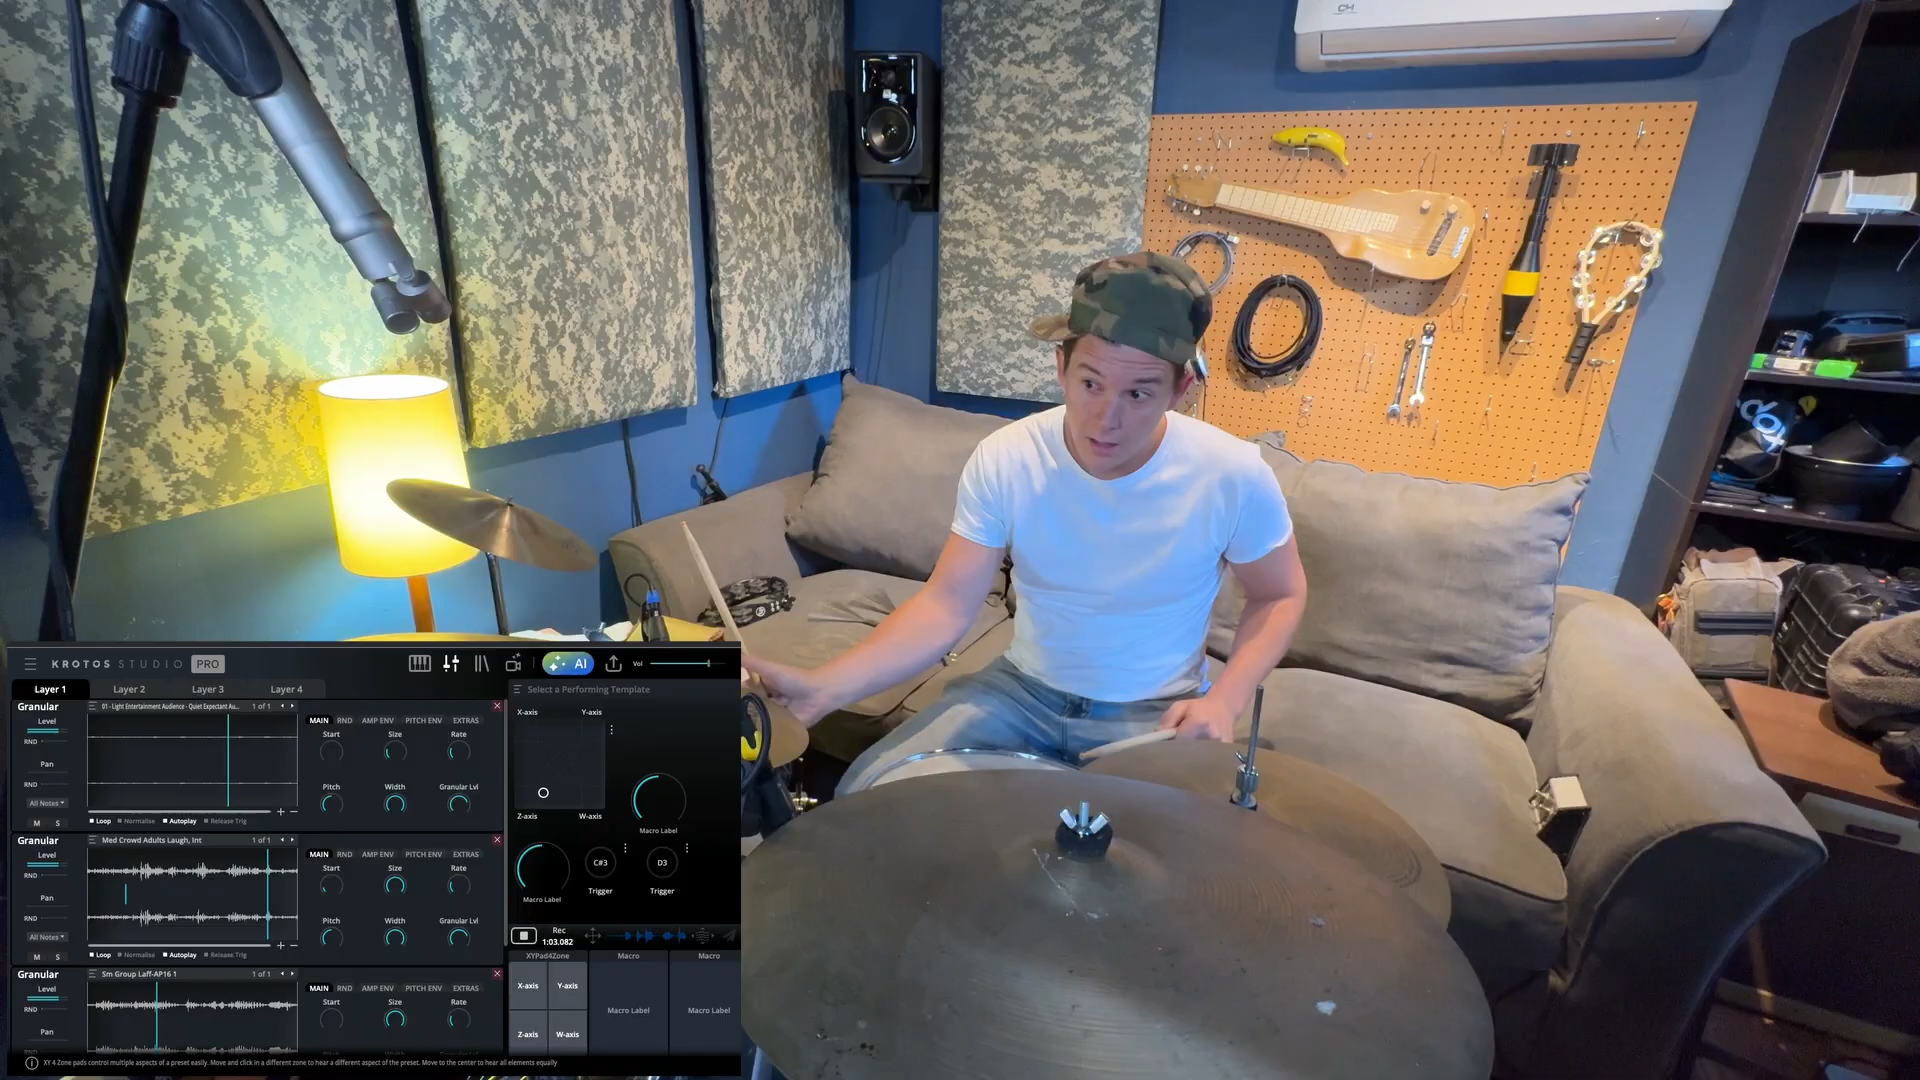 KROTOS STUDIO PRO
AI
Vol
Layer 1
Layer 2
Layer 3
Layer 4
Select a Performing Template
Granular
01 - Light Entertainment Audience - Quiet Expectant Au...
1 of 1
Level
RND
Pan
RND
All Notes
M S
Loop
Normalise
Autoplay
Release Trig
MAIN RND AMP ENV PITCH ENV EXTRAS
Start
Size
Rate
Pitch
Width
Granular Lvl
Granular
Med Crowd Adults Laugh, Int
1 of 1
Level
RND
Pan
RND
All Notes
M S
Loop
Normalise
Autoplay
Release Trig
MAIN RND AMP ENV PITCH ENV EXTRAS
Start
Size
Rate
Pitch
Width
Granular Lvl
Granular
Sm Group Laff-AP16 1
1 of 1
Level
RND
Pan
MAIN RND AMP ENV PITCH ENV EXTRAS
Start
Size
Rate
X-axis
Y-axis
Z-axis
W-axis
Macro Label
Macro Label
C#3
Trigger
D3
Trigger
Rec
1:03.082
XYPad4Zone
Macro
Macro
X-axis
Y-axis
Z-axis
W-axis
Macro Label
Macro Label
XY 4 Zone pads control multiple aspects of a preset easily. Move and click in a different zone to hear a different aspect of the preset. Move to the center to hear all elements equally